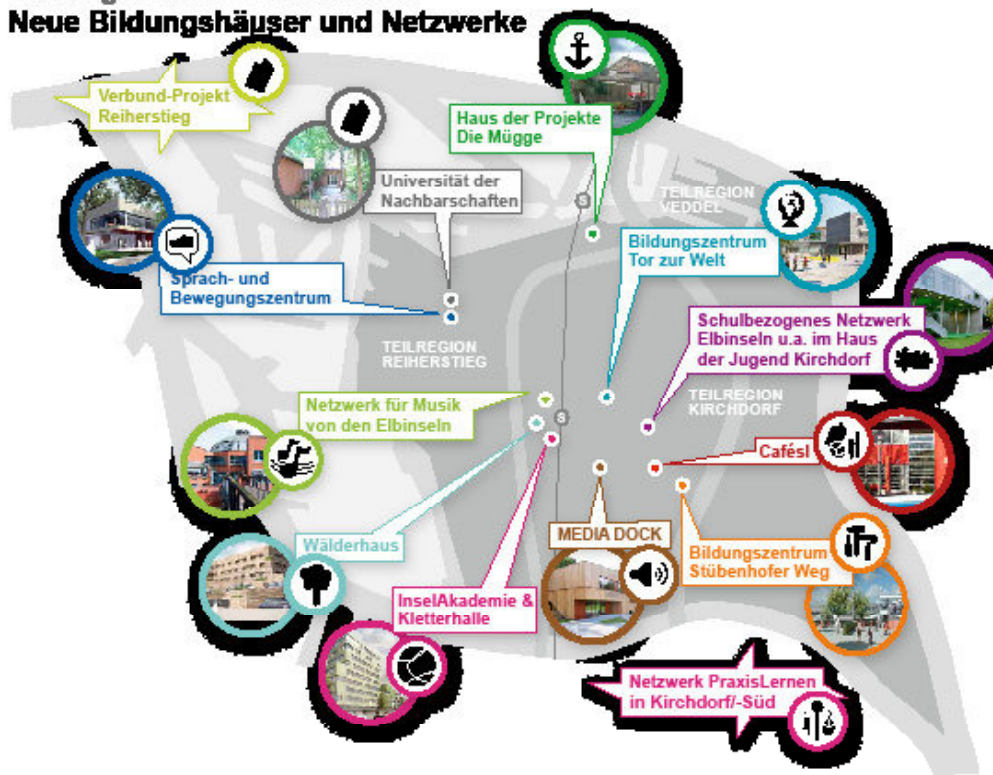 Neue Bildungshäuser und Netzwerke
Verbund-Projekt
Reiherstieg
Haus der Projekte
Die Mügge
Universität der
Nachbarschaften
S
TEILREGION
VEDDEL
Bildungszentrum
Tor zur Welt
Sprach- und
Bewegungszentrum
Schulbezogenes Netzwerk
Elbinseln u.a. im Haus
der Jugend Kirchdorf
TEILREGION
REIHERSTIEG
TEILREGION
KIRCHDORF
Netzwerk für Musik
von den Elbinseln
S
CaféSI
MEDIA DOCK
Wälderhaus
Bildungszentrum
Stübenhofer Weg
InselAkademie &
Kletterhalle
Netzwerk PraxisLernen
in Kirchdorf/-Süd